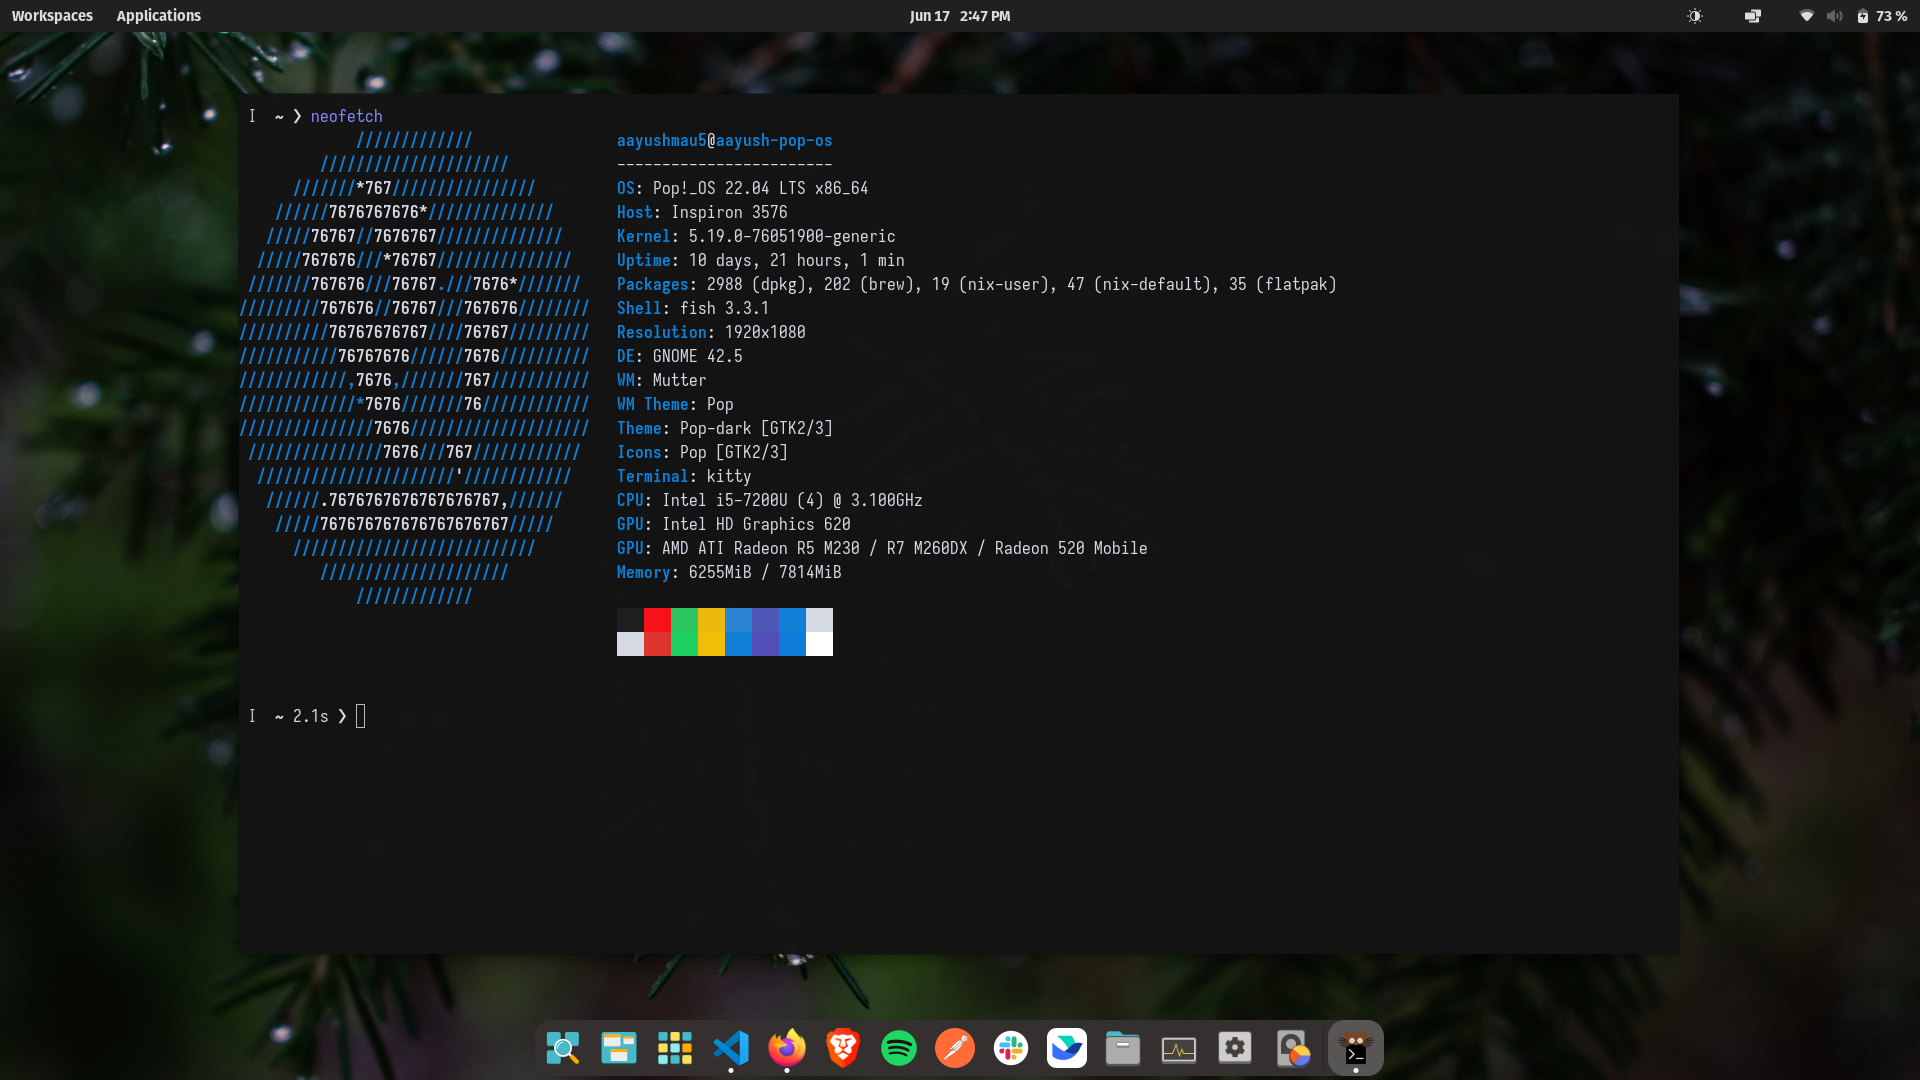 Workspaces Applications Jun 17 2:47 PM 73 %
I ~ ❯ neofetch
/////////////
/////////////////////
///////*767////////////////
//////7676767676*//////////////
/////76767//7676767//////////////
/////767676///*76767///////////////
///////767676///76767.///7676*///////
/////////767676//76767///767676////////
//////////76767676767////76767/////////
///////////76767676//////7676//////////
////////////,7676,///////767///////////
/////////////*7676///////76////////////
///////////////7676////////////////////
///////////////7676///767////////////
//////////////////////'////////////
//////.7676767676767676767,//////
/////767676767676767676767/////
///////////////////////////
/////////////////////
/////////////
aayushmau5@aayush-pop-os
------------------------
OS: Pop!_OS 22.04 LTS x86_64
Host: Inspiron 3576
Kernel: 5.19.0-76051900-generic
Uptime: 10 days, 21 hours, 1 min
Packages: 2988 (dpkg), 202 (brew), 19 (nix-user), 47 (nix-default), 35 (flatpak)
Shell: fish 3.3.1
Resolution: 1920x1080
DE: GNOME 42.5
WM: Mutter
WM Theme: Pop
Theme: Pop-dark [GTK2/3]
Icons: Pop [GTK2/3]
Terminal: kitty
CPU: Intel i5-7200U (4) @ 3.100GHz
GPU: Intel HD Graphics 620
GPU: AMD ATI Radeon R5 M230 / R7 M260DX / Radeon 520 Mobile
Memory: 6255MiB / 7814MiB
I ~ 2.1s ❯